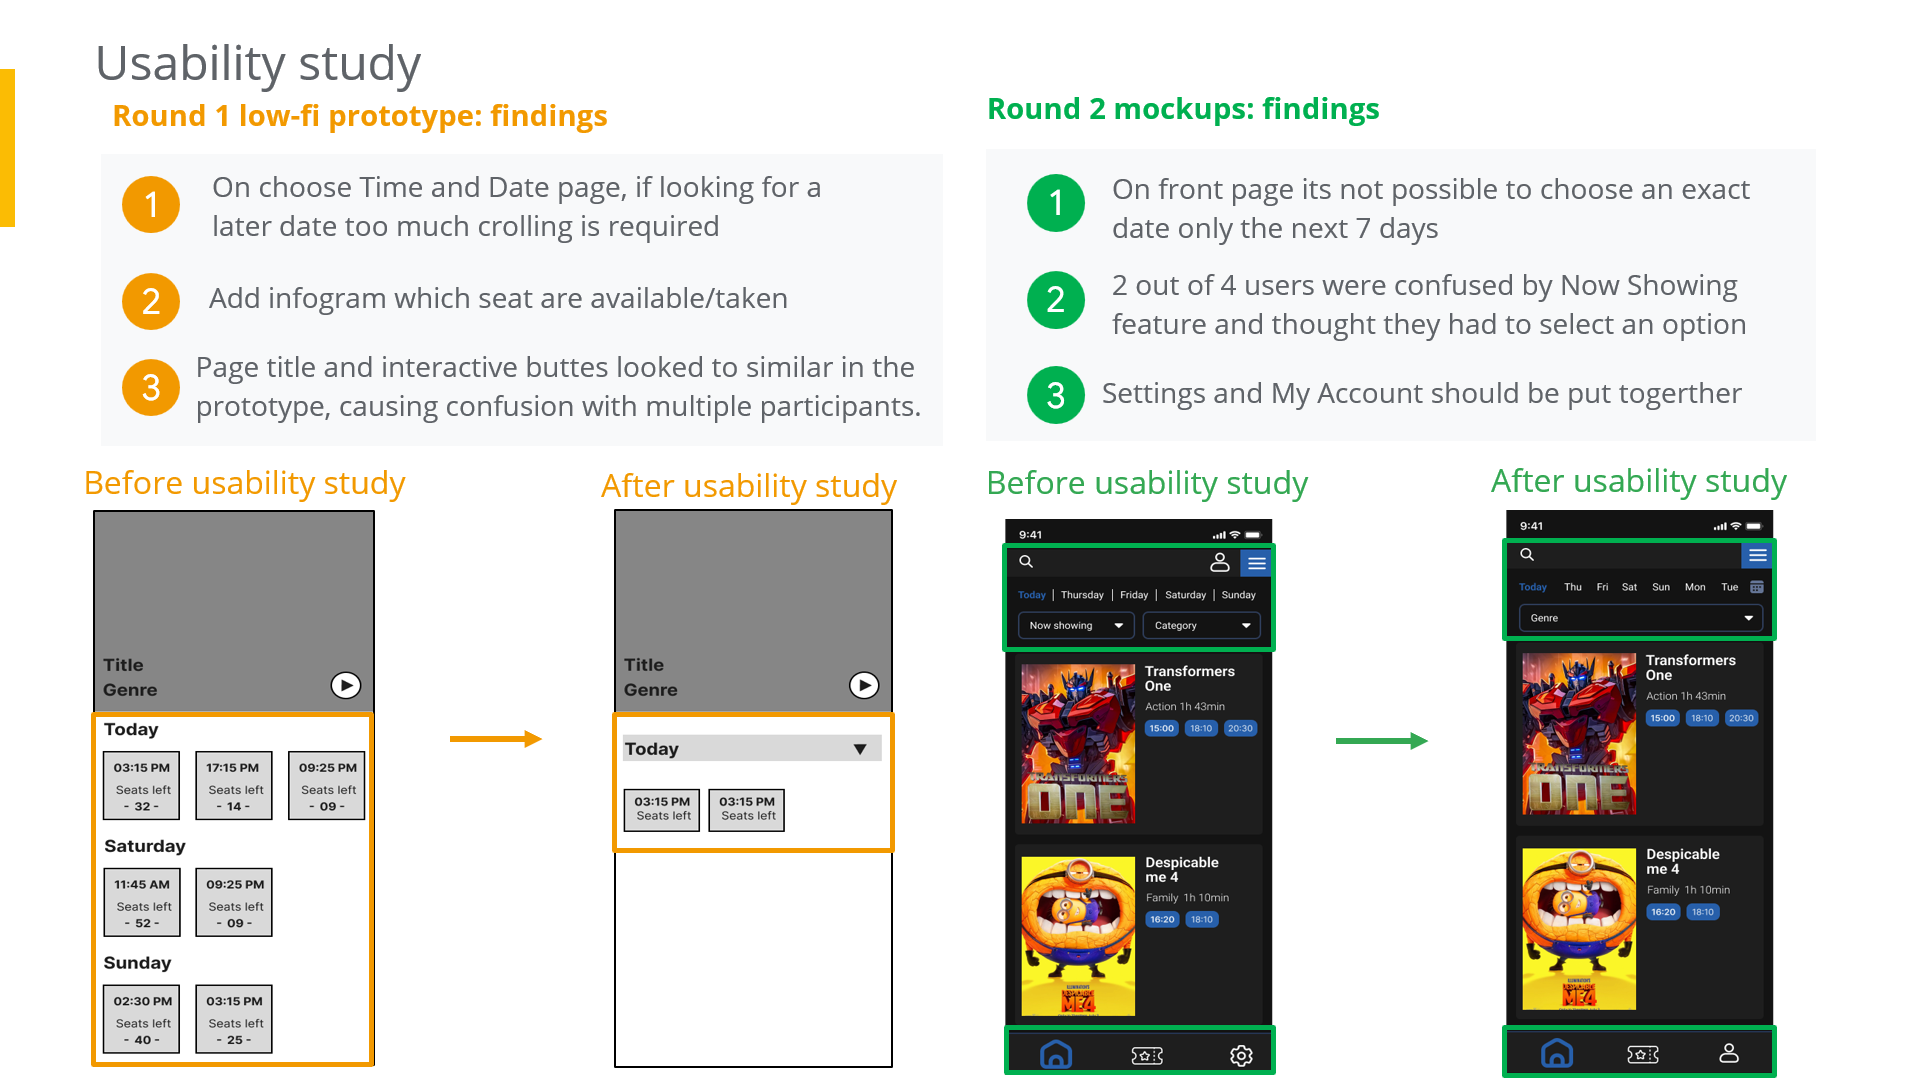 Usability study
Round 1 low-fi prototype: findings
1
On choose Time and Date page, if looking for a
later date too much crolling is required
2
Add infogram which seat are available/taken
3
Page title and interactive buttes looked to similar in the
prototype, causing confusion with multiple participants.
Round 2 mockups: findings
1
On front page its not possible to choose an exact
date only the next 7 days
2
2 out of 4 users were confused by Now Showing
feature and thought they had to select an option
3
Settings and My Account should be put togerther
Before usability study
Title
Genre
Today
03:15 PM 17:15 PM 09:25 PM
Seats left Seats left Seats left
- 32 - - 14 - - 09 -
Saturday
11:45 AM 09:25 PM
Seats left Seats left
- 52 - - 09 -
Sunday
02:30 PM 03:15 PM
Seats left Seats left
- 40 - - 25 -
After usability study
Title
Genre
Today
03:15 PM 03:15 PM
Seats left Seats left
Before usability study
9:41
Today | Thursday | Friday | Saturday | Sunday
Now showing Category
Transformers
One
Action 1h 43min
15:00 18:10 20:30
TRANSFORMERS
ONE
Despicable
me 4
Family 1h 10min
16:20 18:10
DESPICABLE
ME4
After usability study
9:41
Today Thu Fri Sat Sun Mon Tue
Genre
Transformers
One
Action 1h 43min
15:00 18:10 20:30
TRANSFORMERS
ONE
Despicable
me 4
Family 1h 10min
16:20 18:10
DESPICABLE
ME4